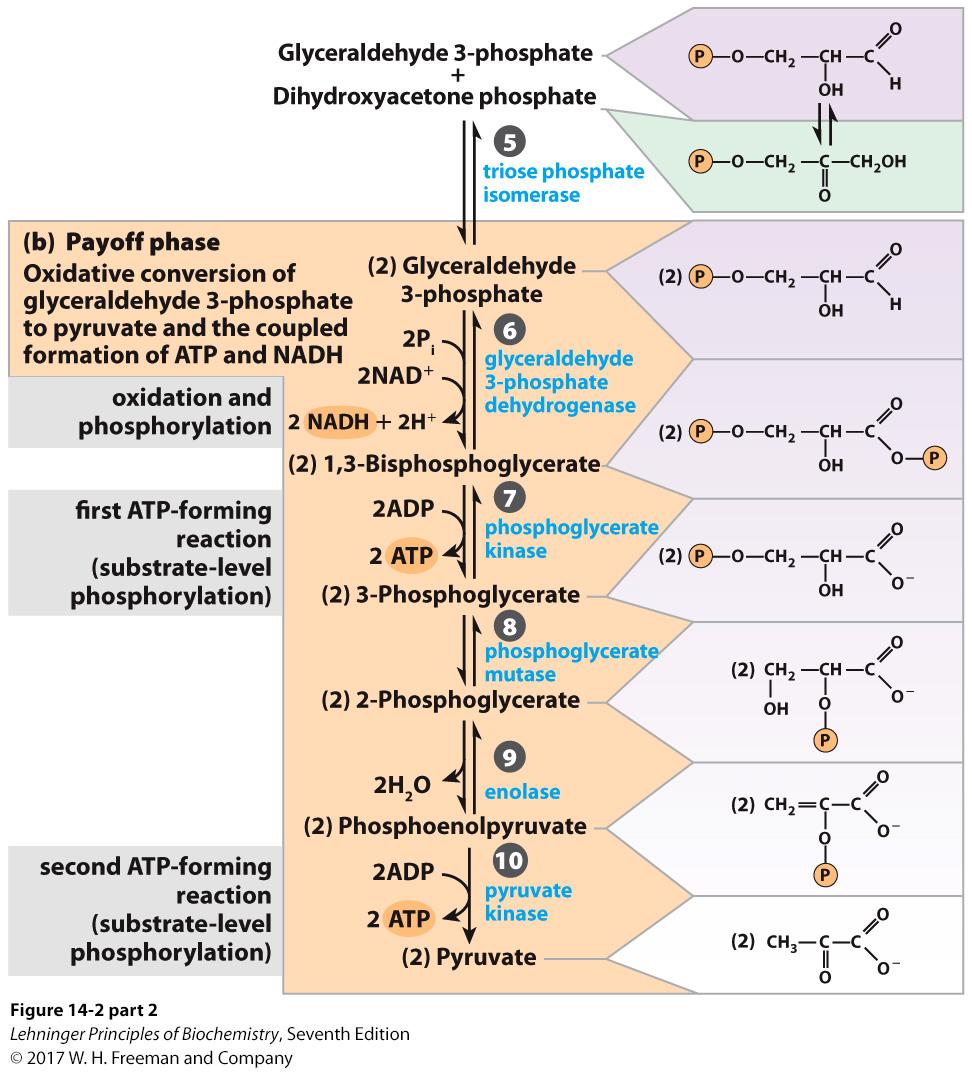 Glyceraldehyde 3-phosphate
+
Dihydroxyacetone phosphate
P—O—CH₂—CH—C
O
H
OH
P—O—CH₂—C—CH₂OH
O
5
triose phosphate
isomerase
(b) Payoff phase
Oxidative conversion of
glyceraldehyde 3-phosphate
to pyruvate and the coupled
formation of ATP and NADH
(2) Glyceraldehyde
3-phosphate
(2) P—O—CH₂—CH—C
O
H
OH
6
glyceraldehyde
3-phosphate
dehydrogenase
2Pᵢ
2NAD⁺
2 NADH + 2H⁺
oxidation and
phosphorylation
(2) 1,3-Bisphosphoglycerate
(2) P—O—CH₂—CH—C
O
O—P
OH
7
phosphoglycerate
kinase
2ADP
2 ATP
first ATP-forming
reaction
(substrate-level
phosphorylation)
(2) 3-Phosphoglycerate
(2) P—O—CH₂—CH—C
O
O⁻
OH
8
phosphoglycerate
mutase
(2) 2-Phosphoglycerate
(2) CH₂—CH—C
O
O⁻
OH
O
P
9
enolase
2H₂O
(2) Phosphoenolpyruvate
(2) CH₂=C—C
O
O⁻
O
P
10
pyruvate
kinase
2ADP
2 ATP
second ATP-forming
reaction
(substrate-level
phosphorylation)
(2) Pyruvate
(2) CH₃—C—C
O
O⁻
O
Figure 14-2 part 2
Lehninger Principles of Biochemistry, Seventh Edition
© 2017 W. H. Freeman and Company